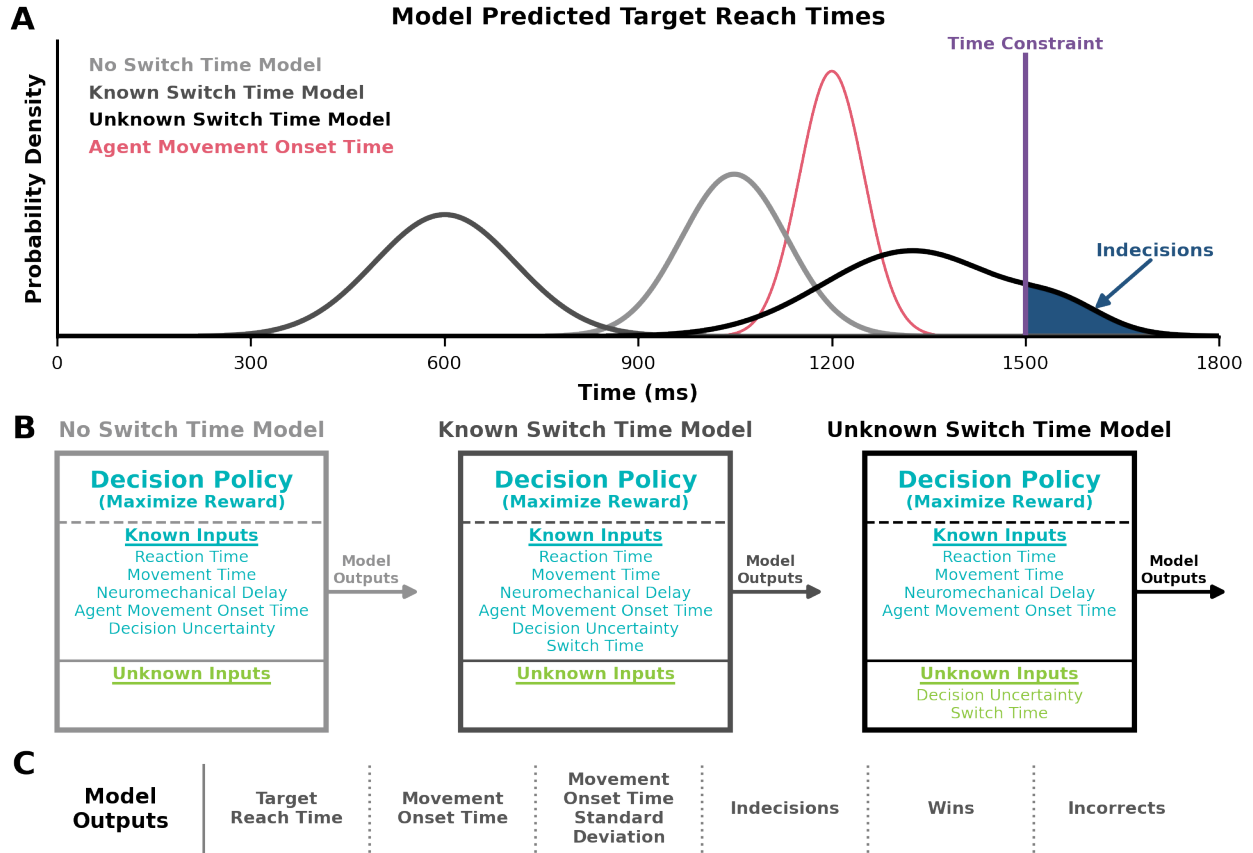 A
Model Predicted Target Reach Times
Time Constraint
No Switch Time Model
Known Switch Time Model
Unknown Switch Time Model
Agent Movement Onset Time
Probability Density
Indecisions
0 300 600 900 1200 1500 1800
Time (ms)
B
No Switch Time Model
Decision Policy
(Maximize Reward)
Known Inputs
Reaction Time
Movement Time
Neuromechanical Delay
Agent Movement Onset Time
Decision Uncertainty
Unknown Inputs
Model
Outputs
Known Switch Time Model
Decision Policy
(Maximize Reward)
Known Inputs
Reaction Time
Movement Time
Neuromechanical Delay
Agent Movement Onset Time
Decision Uncertainty
Switch Time
Unknown Inputs
Model
Outputs
Unknown Switch Time Model
Decision Policy
(Maximize Reward)
Known Inputs
Reaction Time
Movement Time
Neuromechanical Delay
Agent Movement Onset Time
Unknown Inputs
Decision Uncertainty
Switch Time
Model
Outputs
C
Model
Outputs
Target
Reach Time
Movement
Onset Time
Movement
Onset Time
Standard
Deviation
Indecisions
Wins
Incorrects